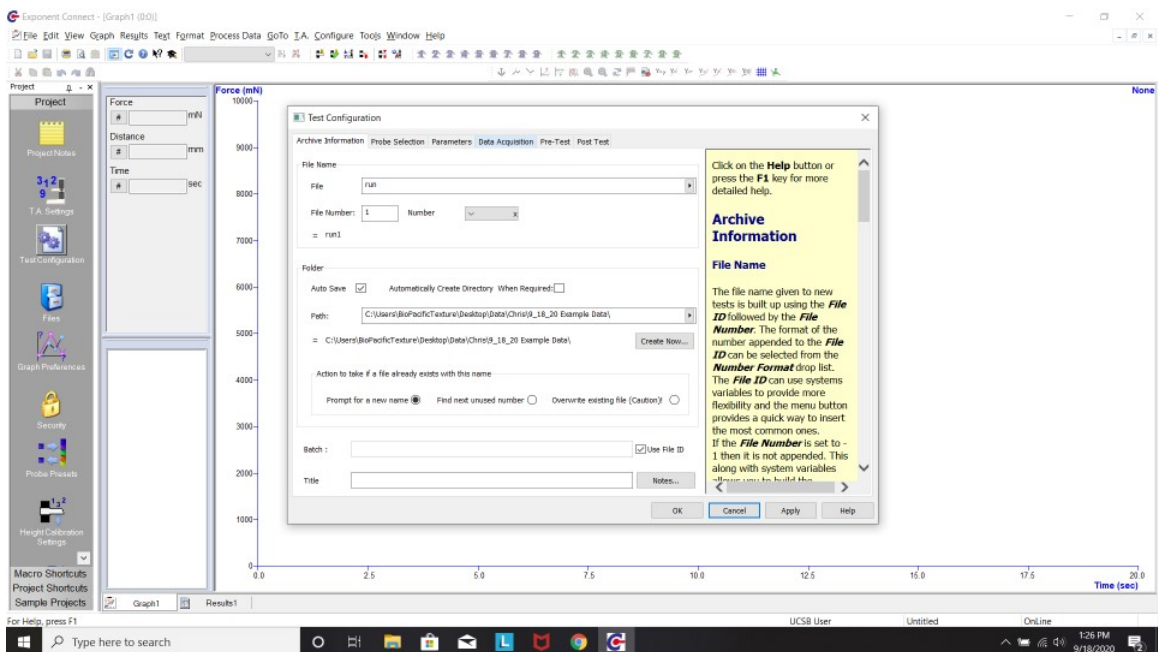 Exponent Connect - [Graph1 (0:0)]
File Edit View Graph Results Text Format Process Data GoTo T.A. Configure Tools Window Help
Project
Project
Project Notes
T.A. Settings
Test Configuration
Files
Graph Preferences
Security
Probe Presets
Height Calibration
Settings
Macro Shortcuts
Project Shortcuts
Sample Projects
Force
# mN
Distance
# mm
Time
# sec
Force (mN)
None
10000
9000
8000
7000
6000
5000
4000
3000
2000
1000
0
0.0 2.5 5.0 7.5 10.0 12.5 15.0 17.5 20.0
Time (sec)
Test Configuration
Archive Information Probe Selection Parameters Data Acquisition Pre-Test Post Test
File Name
File run
File Number: 1 Number x
= run1
Folder
Auto Save Automatically Create Directory When Required:
Path: C:\Users\BioPacificTexture\Desktop\Data\Chris\9_18_20 Example Data\
= C:\Users\BioPacificTexture\Desktop\Data\Chris\9_18_20 Example Data\ Create Now...
Action to take if a file already exists with this name
Prompt for a new name Find next unused number Overwrite existing file (Caution)!
Batch : Use File ID
Title Notes...
OK Cancel Apply Help
Click on the Help button or
press the F1 key for more
detailed help.
Archive
Information
File Name
The file name given to new
tests is built up using the File
ID followed by the File
Number. The format of the
number appended to the File
ID can be selected from the
Number Format drop list.
The File ID can use systems
variables to provide more
flexibility and the menu button
provides a quick way to insert
the most common ones.
If the File Number is set to -
1 then it is not appended. This
along with system variables
allows you to build the
Graph1 Results1
For Help, press F1
UCSB User Untitled OnLine
Type here to search
1:26 PM
9/18/2020